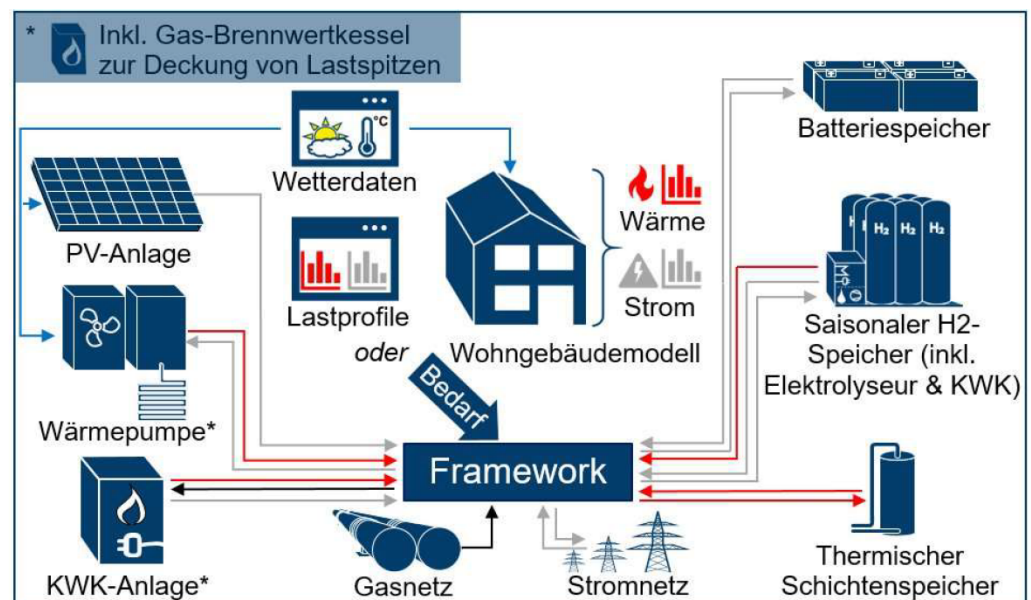 * Inkl. Gas-Brennwertkessel
zur Deckung von Lastspitzen
°C
Wetterdaten
Batteriespeicher
PV-Anlage
Lastprofile
oder
Wohngebäudemodell
Wärme
Strom
H₂ H₂ H₂
Saisonaler H2-
Speicher (inkl.
Elektrolyseur & KWK)
Bedarf
Wärmepumpe*
Framework
KWK-Anlage*
Gasnetz
Stromnetz
Thermischer
Schichtenspeicher